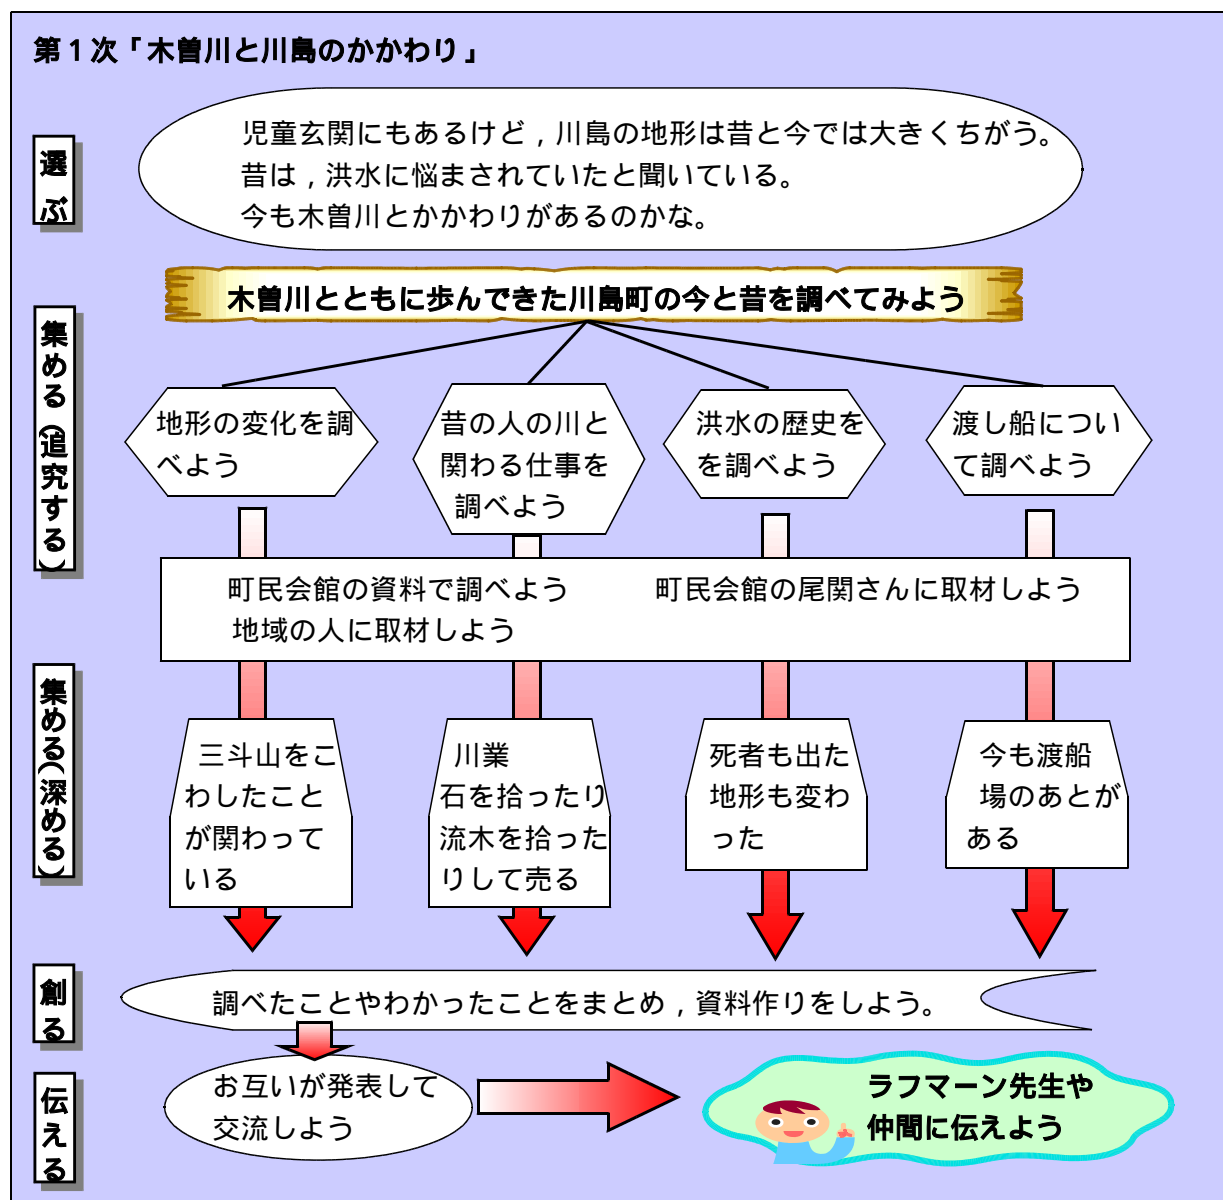 第１次「木曽川と川島のかかわり」
選ぶ
児童玄関にもあるけど，川島の地形は昔と今では大きくちがう。
昔は，洪水に悩まされていたと聞いている。
今も木曽川とかかわりがあるのかな。
木曽川とともに歩んできた川島町の今と昔を調べてみよう
集める（追究する）
地形の変化を調
べよう
昔の人の川と
関わる仕事を
調べよう
洪水の歴史を
を調べよう
渡し船につい
て調べよう
町民会館の資料で調べよう
町民会館の尾関さんに取材しよう
地域の人に取材しよう
集める（深める）
三斗山をこ
わしたこと
が関わって
いる
川業
石を拾ったり
流木を拾った
りして売る
死者も出た
地形も変わ
った
今も渡船
場のあとが
ある
創る
調べたことやわかったことをまとめ，資料作りをしよう。
伝える
お互いが発表して
交流しよう
ラフマーン先生や
仲間に伝えよう